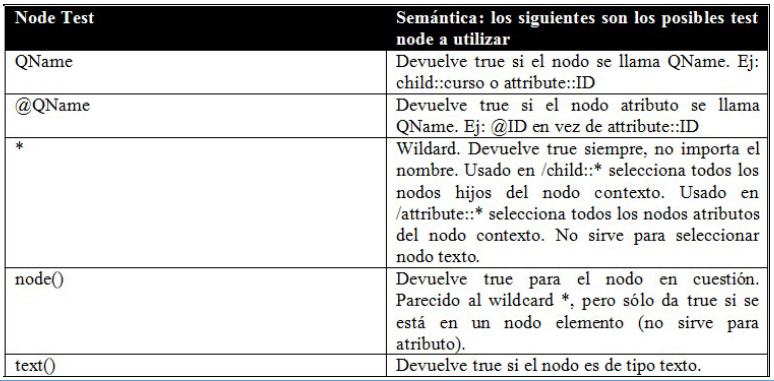 Node Test
Semántica: los siguientes son los posibles test
node a utilizar
QName
Devuelve true si el nodo se llama QName. Ej:
child::curso o attribute::ID
@QName
Devuelve true si el nodo atributo se llama
QName. Ej: @ID en vez de attribute::ID
*
Wildard. Devuelve true siempre, no importa el
nombre. Usado en /child::* selecciona todos los
nodos hijos del nodo contexto. Usado en
/attribute::* selecciona todos los nodos atributos
del nodo contexto. No sirve para seleccionar
nodo texto.
node()
Devuelve true para el nodo en cuestión.
Parecido al wildcard *, pero sólo da true si se
está en un nodo elemento (no sirve para
atributo).
text()
Devuelve true si el nodo es de tipo texto.